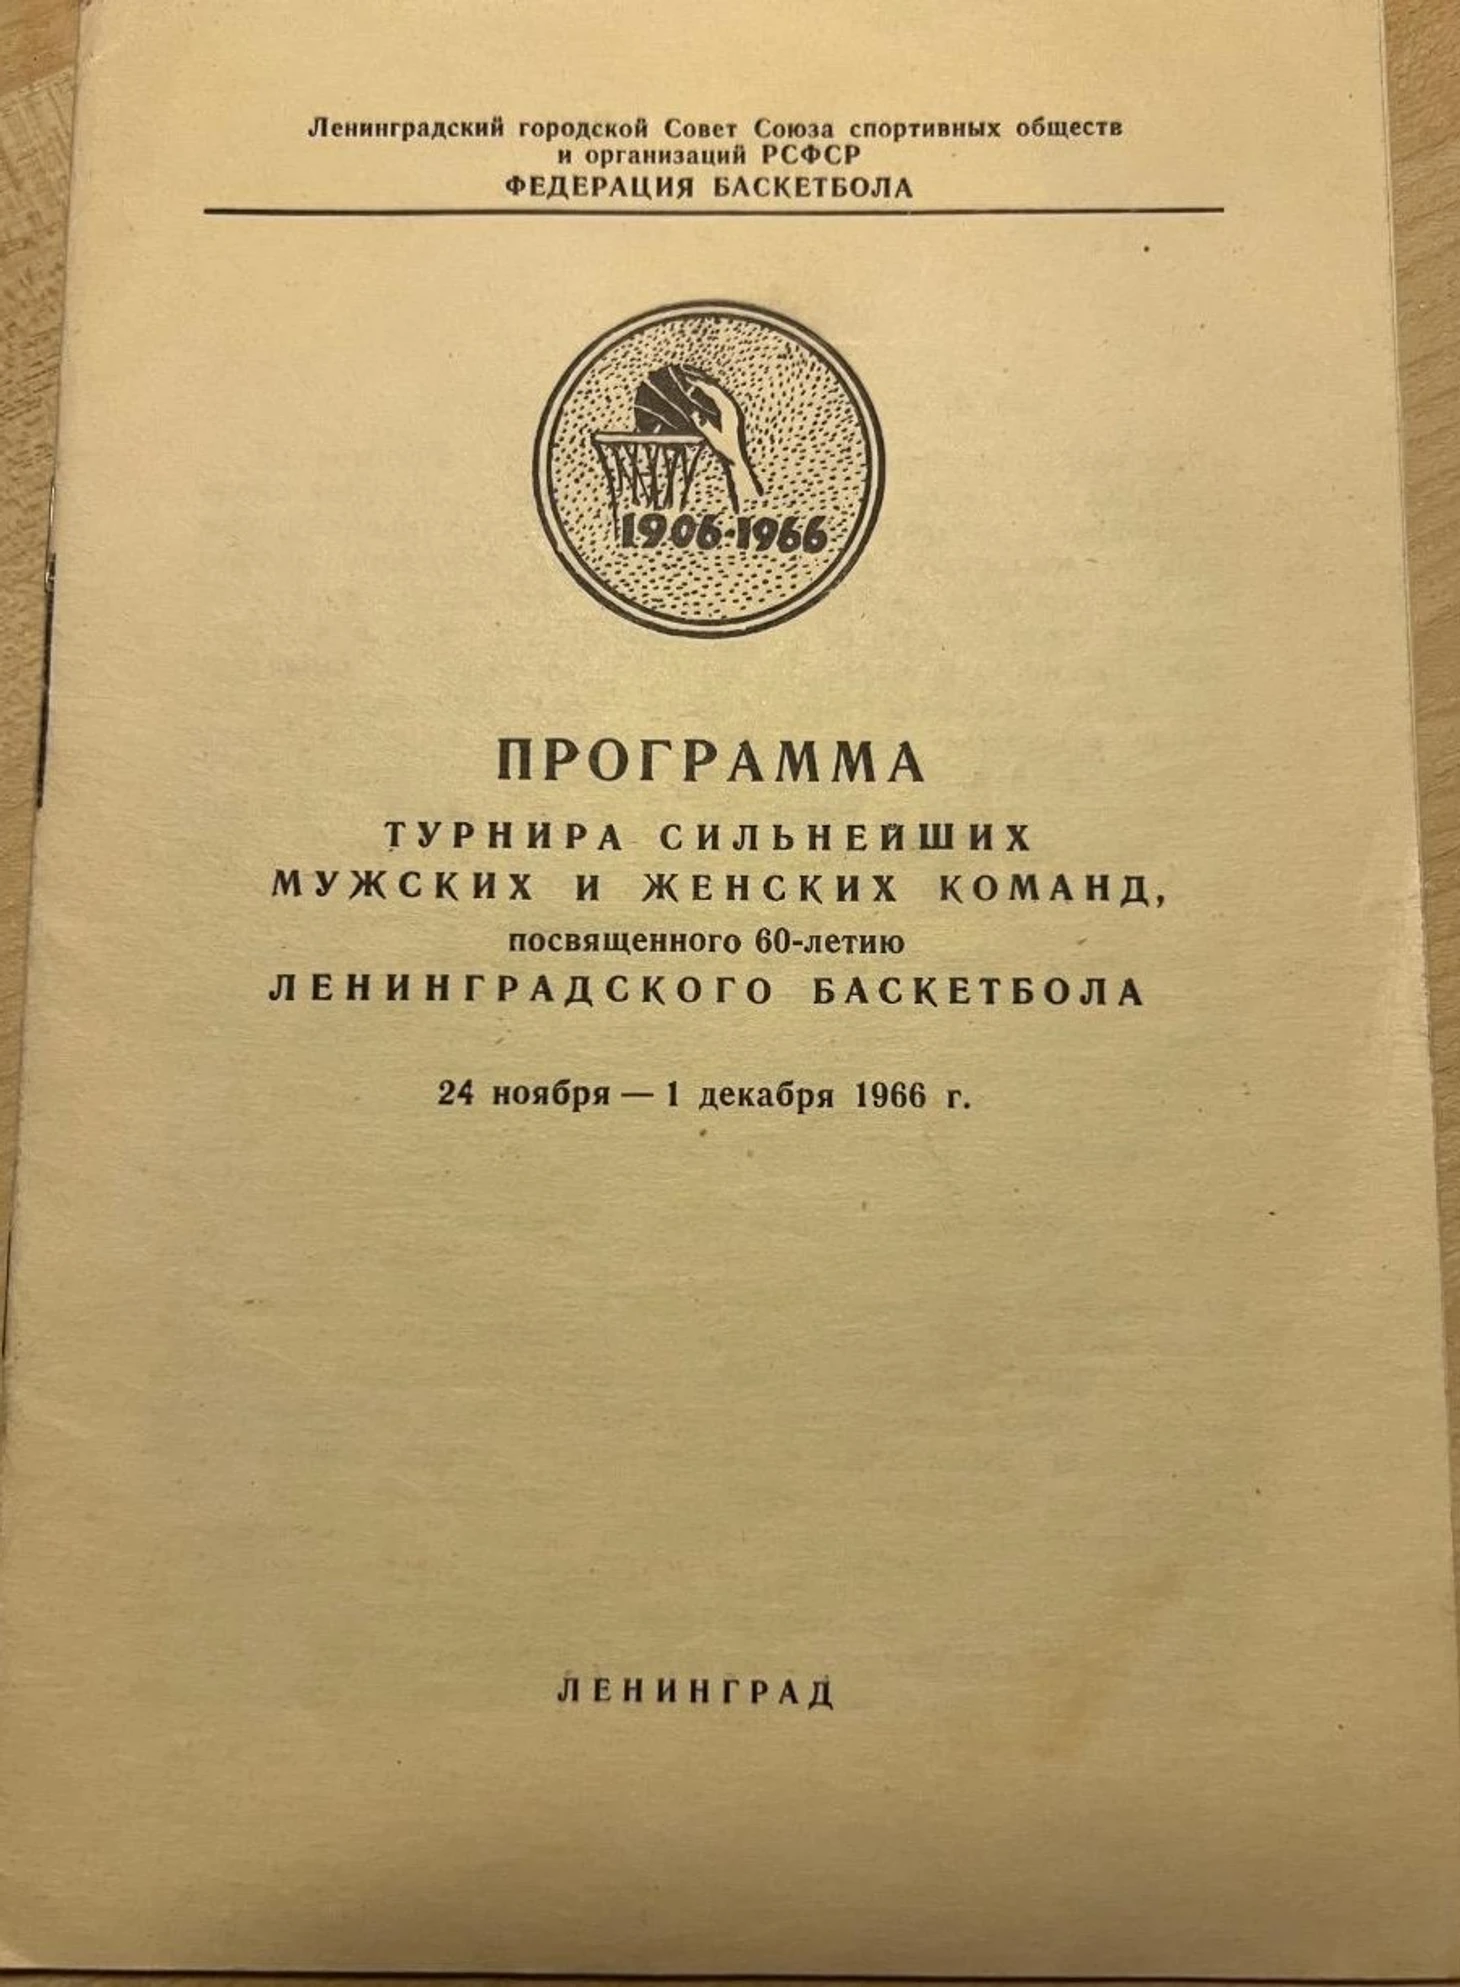 Ленинградский городской Совет Союза спортивных обществ
и организаций РСФСР
ФЕДЕРАЦИЯ БАСКЕТБОЛА
1906-1966
ПРОГРАММА
ТУРНИРА СИЛЬНЕЙШИХ
МУЖСКИХ И ЖЕНСКИХ КОМАНД,
посвященного 60-летию
ЛЕНИНГРАДСКОГО БАСКЕТБОЛА
24 ноября — 1 декабря 1966 г.
ЛЕНИНГРАД